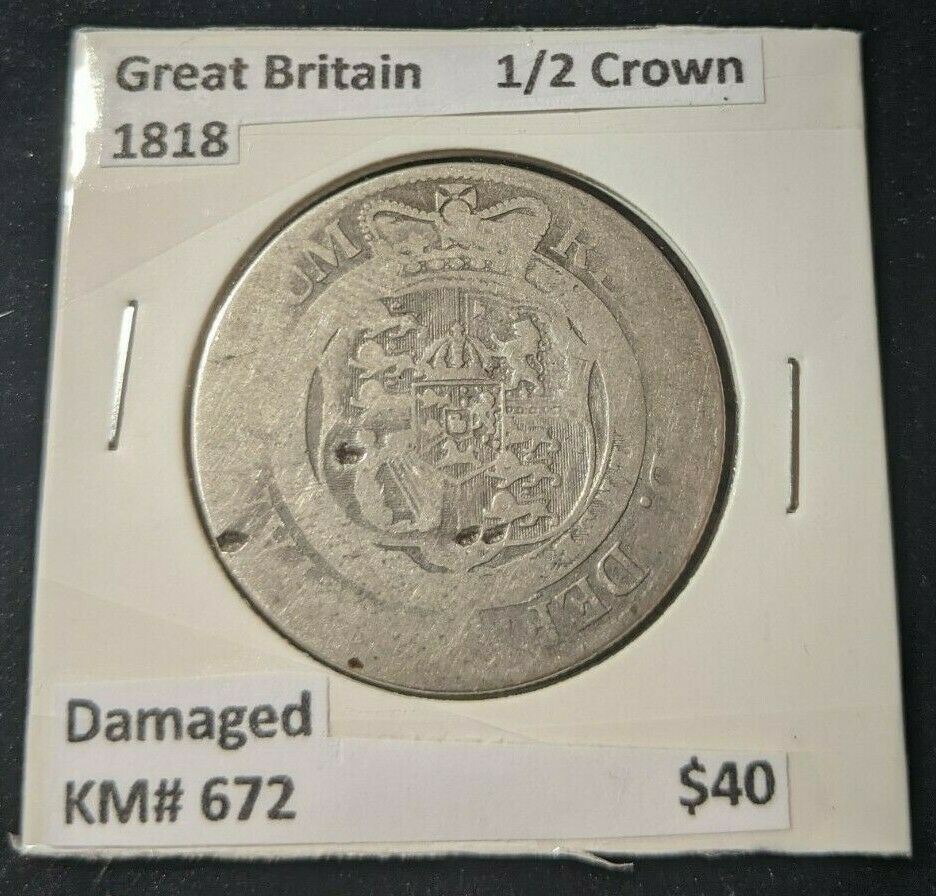 Great Britain 1/2 Crown
1818
Damaged
KM# 672
$40